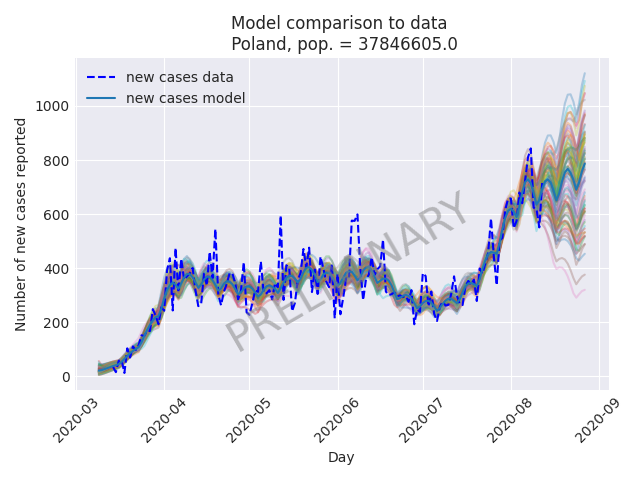 Model comparison to data
Poland, pop. = 37846605.0
new cases data
new cases model
Number of new cases reported
1000
800
600
400
200
0
PRELIMINARY
2020-03
2020-04
2020-05
2020-06
2020-07
2020-08
2020-09
Day